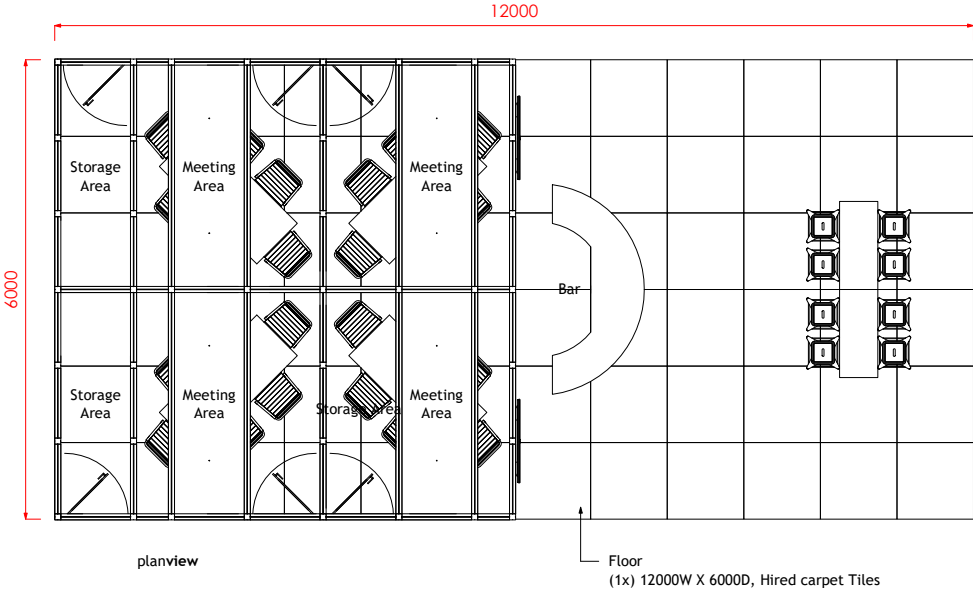 12000
6000
Storage
Area
Meeting
Area
Meeting
Area
Bar
Storage
Area
Meeting
Area
Storage Area
Meeting
Area
planview
Floor
(1x) 12000W X 6000D, Hired carpet Tiles